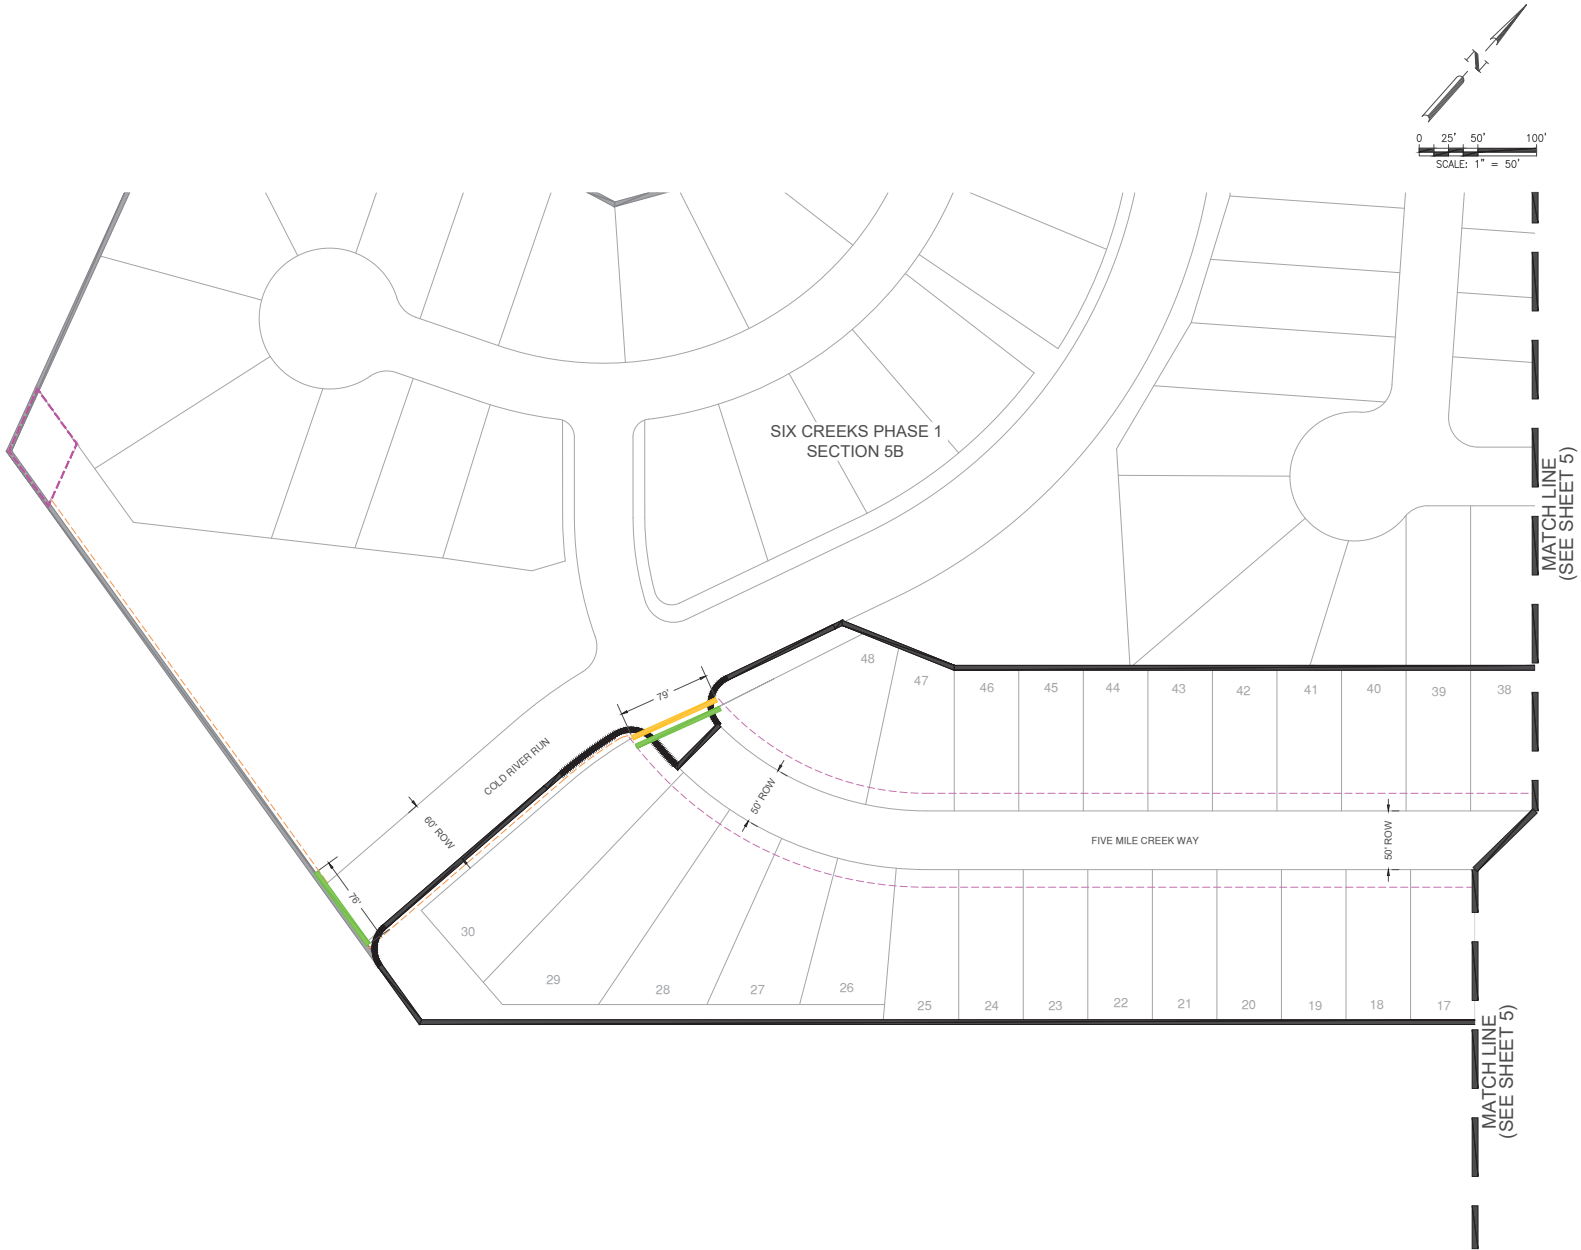 N
0 25' 50' 100'
SCALE: 1" = 50'
SIX CREEKS PHASE 1
SECTION 5B
MATCH LINE
(SEE SHEET 5)
79'
48
47
46
45
44
43
42
41
40
39
38
COLD RIVER RUN
60' ROW
50' ROW
FIVE MILE CREEK WAY
50' ROW
76'
30
29
28
27
26
25
24
23
22
21
20
19
18
17
MATCH LINE
(SEE SHEET 5)